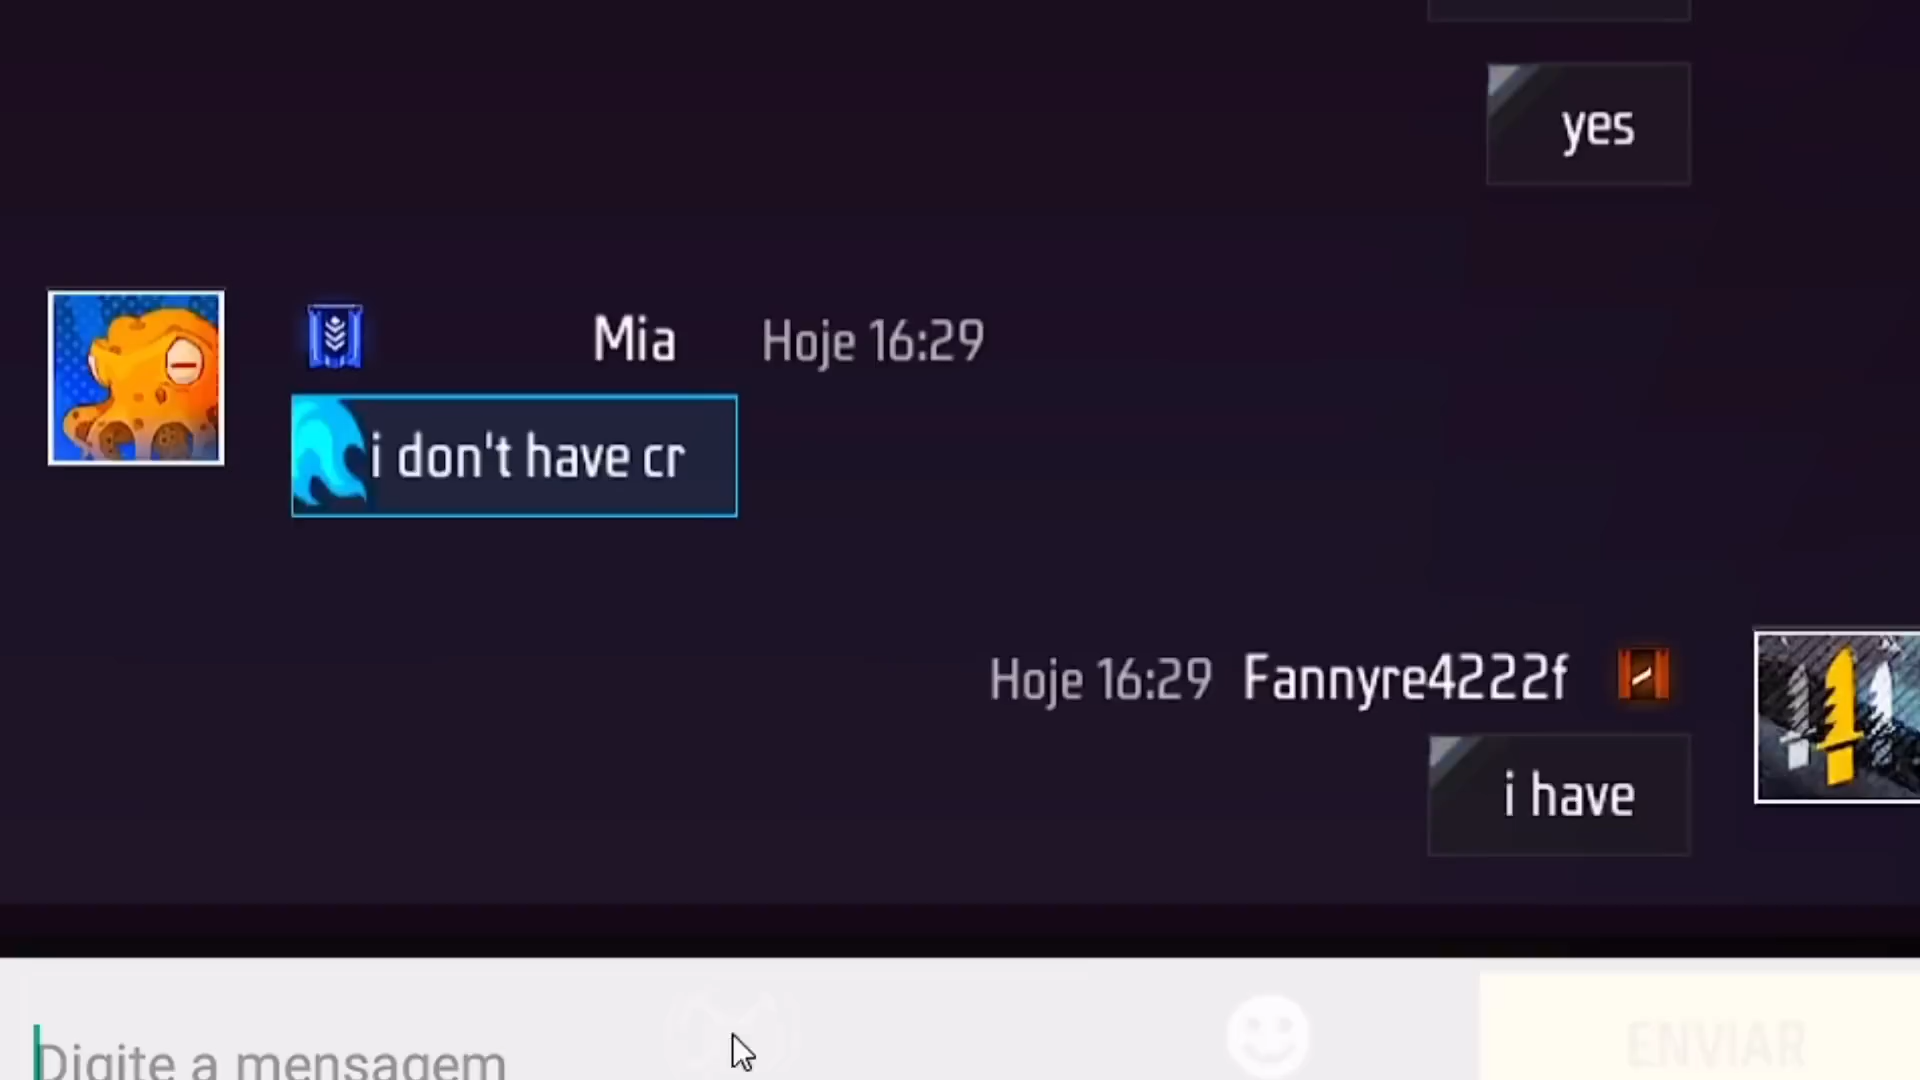 yes
Mia Hoje 16:29
i don't have cr
Hoje 16:29 Fannyre4222f
i have
Digite a mensagem
ENVIAR